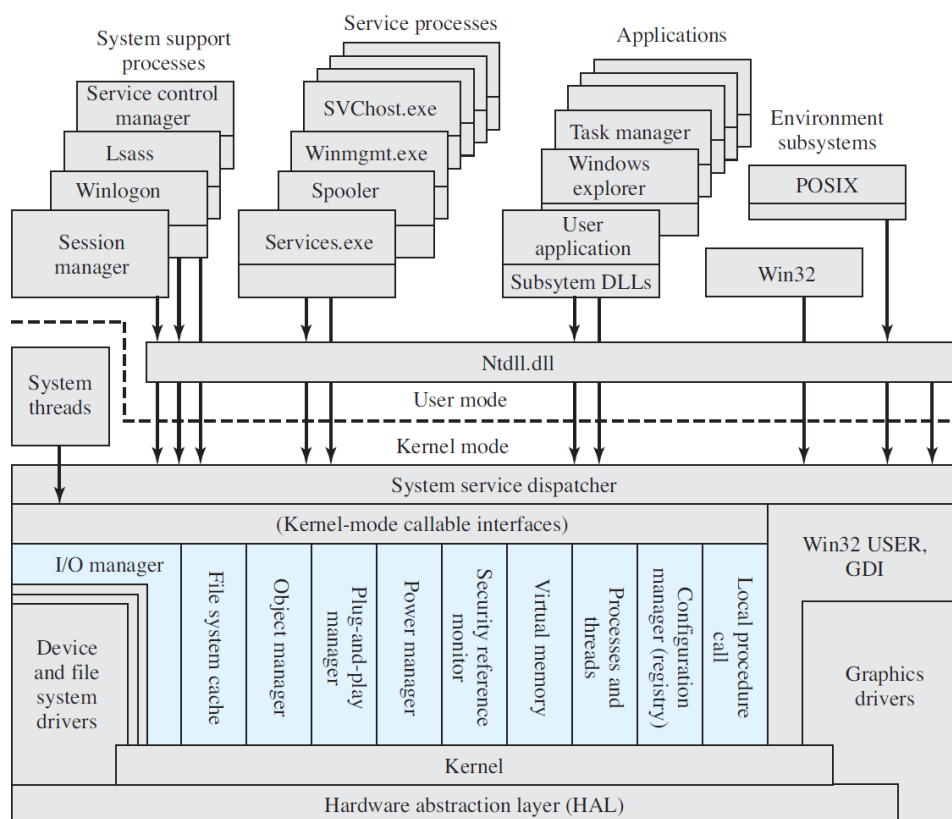 System support
processes
Service processes
Applications
Environment
subsystems
Service control
manager
Lsass
Winlogon
Session
manager
SVChost.exe
Winmgmt.exe
Spooler
Services.exe
Task manager
Windows
explorer
User
application
Subsytem DLLs
POSIX
Win32
System
threads
Ntdll.dll
User mode
Kernel mode
System service dispatcher
(Kernel-mode callable interfaces)
Win32 USER,
GDI
I/O manager
Device
and file
system
drivers
File system cache
Object manager
Plug-and-play
manager
Power manager
Security reference
monitor
Virtual memory
Processes and
threads
Configuration
manager (registry)
Local procedure
call
Graphics
drivers
Kernel
Hardware abstraction layer (HAL)